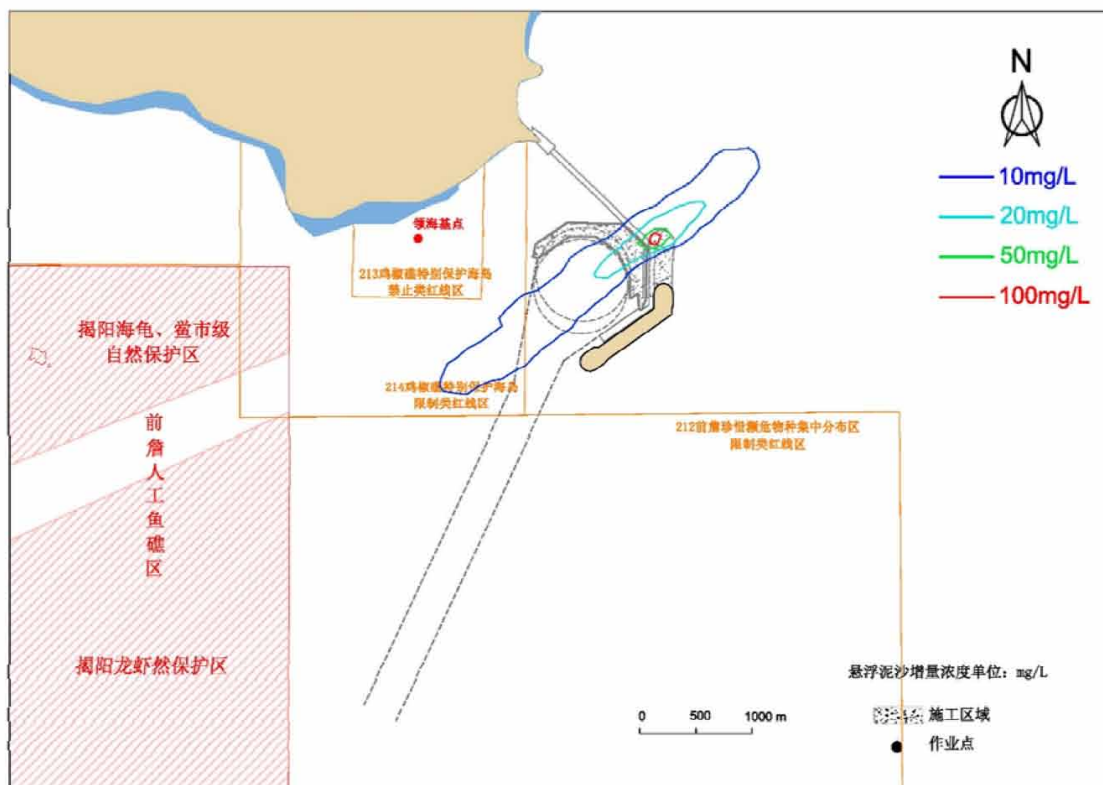 N
10mg/L
20mg/L
50mg/L
100mg/L
领海基点
213鸡椒礁特别保护海岛
禁止类红线区
揭阳海龟、鲎市级
自然保护区
214鸡椒礁特别保护海岛
限制类红线区
212前詹珍惜濒危物种集中分布区
限制类红线区
前詹人工鱼礁区
揭阳龙虾然保护区
悬浮泥沙增量浓度单位：mg/L
施工区域
作业点
0 500 1000 m